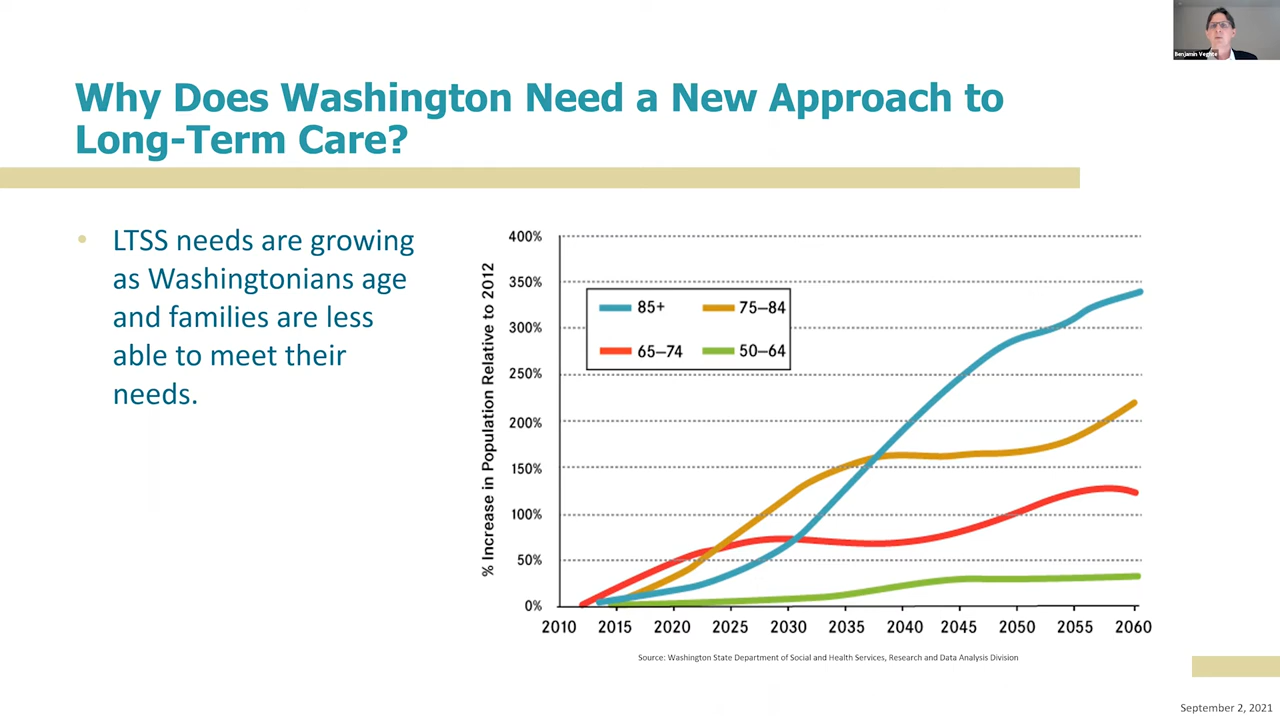 Benjamin Veghte
Why Does Washington Need a New Approach to
Long-Term Care?
• LTSS needs are growing
as Washingtonians age
and families are less
able to meet their
needs.
% Increase in Population Relative to 2012
400%
350%
300%
250%
200%
150%
100%
50%
0%
85+ 75–84
65–74 50–64
2010 2015 2020 2025 2030 2035 2040 2045 2050 2055 2060
Source: Washington State Department of Social and Health Services, Research and Data Analysis Division
September 2, 2021